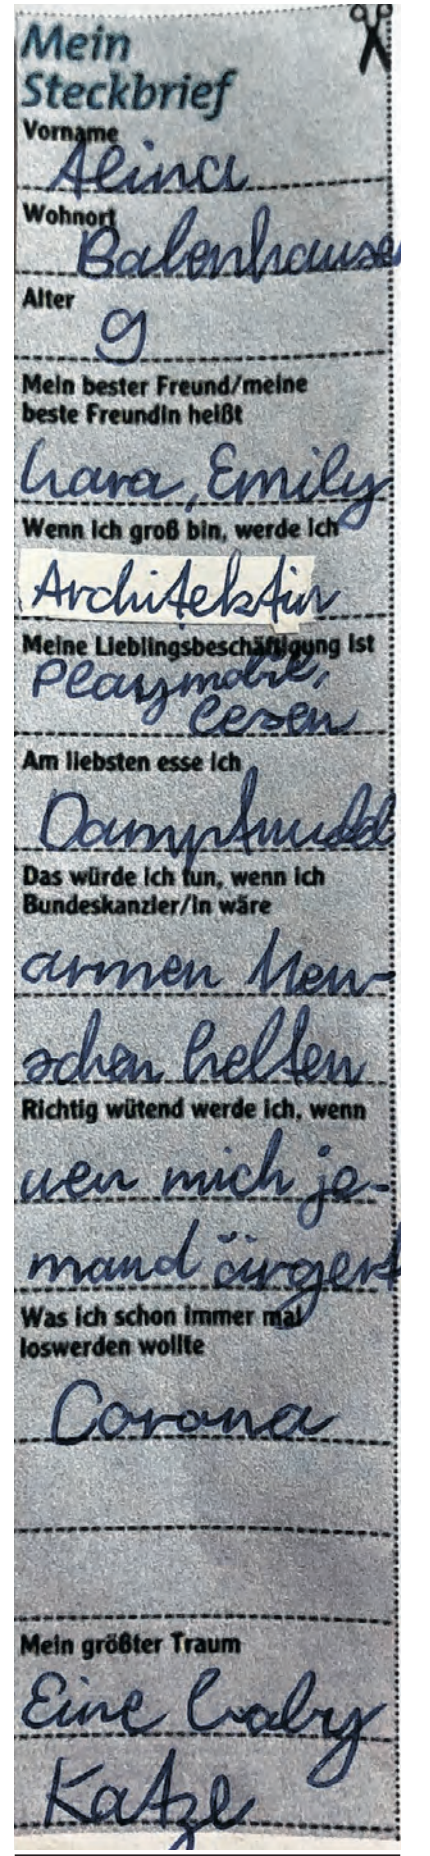 Mein
Steckbrief
Vorname
Alina
Wohnort
Balenhausen
Alter
9
Mein bester Freund/meine
beste Freundin heißt
Lara, Emily
Wenn ich groß bin, werde ich
Architektin
Meine Lieblingsbeschäftigung ist
Playmobil,
lesen
Am liebsten esse ich
Dampfnudel
Das würde ich tun, wenn ich
Bundeskanzler/in wäre
armen Men-
schen helfen
Richtig wütend werde ich, wenn
wen mich je-
mand ärgert
Was ich schon immer mal
loswerden wollte
Corona
Mein größter Traum
Eine baby
Katze